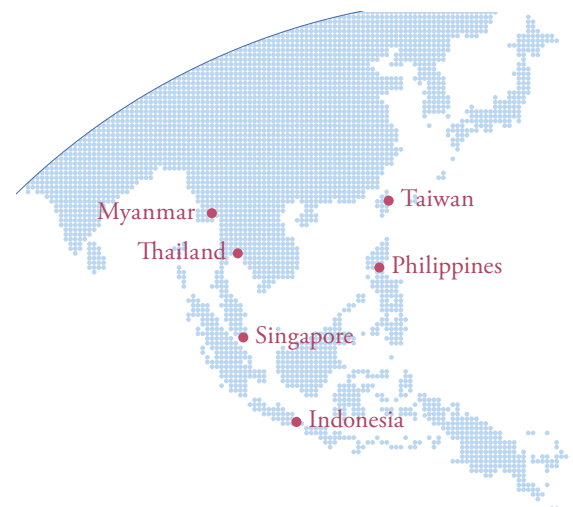 Taiwan
Myanmar
Thailand
Philippines
Singapore
Indonesia